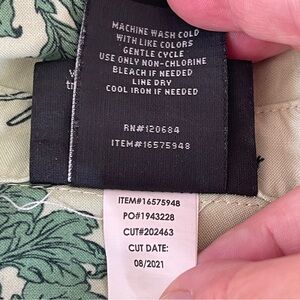 MACHINE WASH COLD
WITH LIKE COLORS
GENTLE CYCLE
USE ONLY NON-CHLORINE
BLEACH IF NEEDED
LINE DRY
COOL IRON IF NEEDED
RN#120684
ITEM#16575948
ITEM#16575948
PO#1943228
CUT#202463
CUT DATE:
08/2021